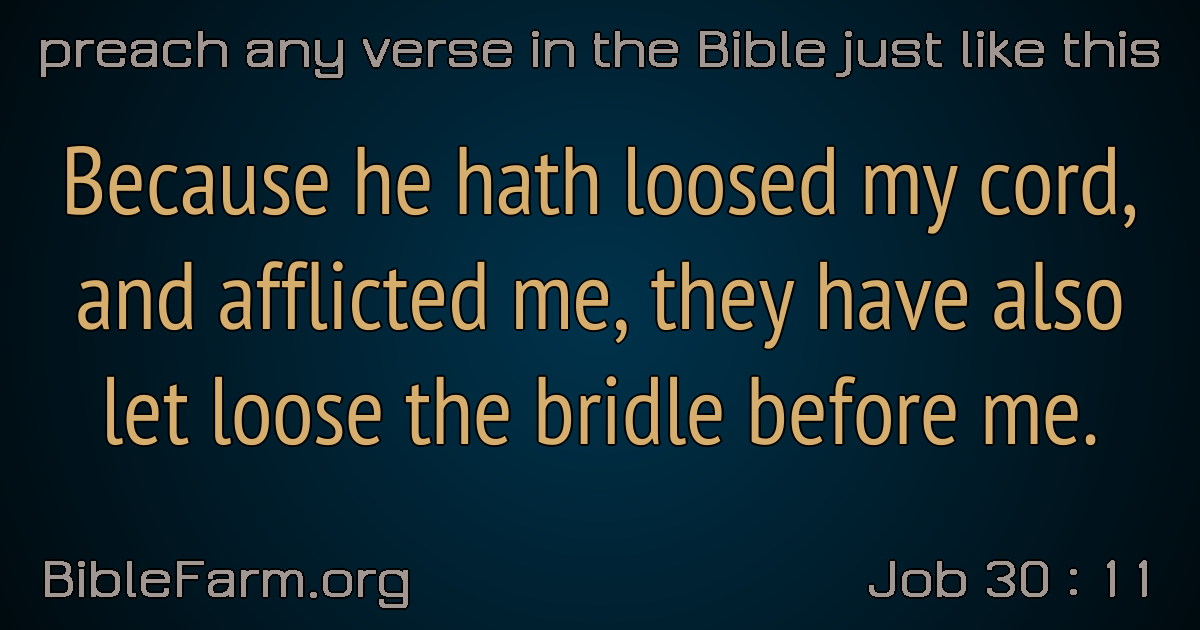 preach any verse in the Bible just like this
Because he hath loosed my cord,
and afflicted me, they have also
let loose the bridle before me.
BibleFarm.org
Job 30 : 11